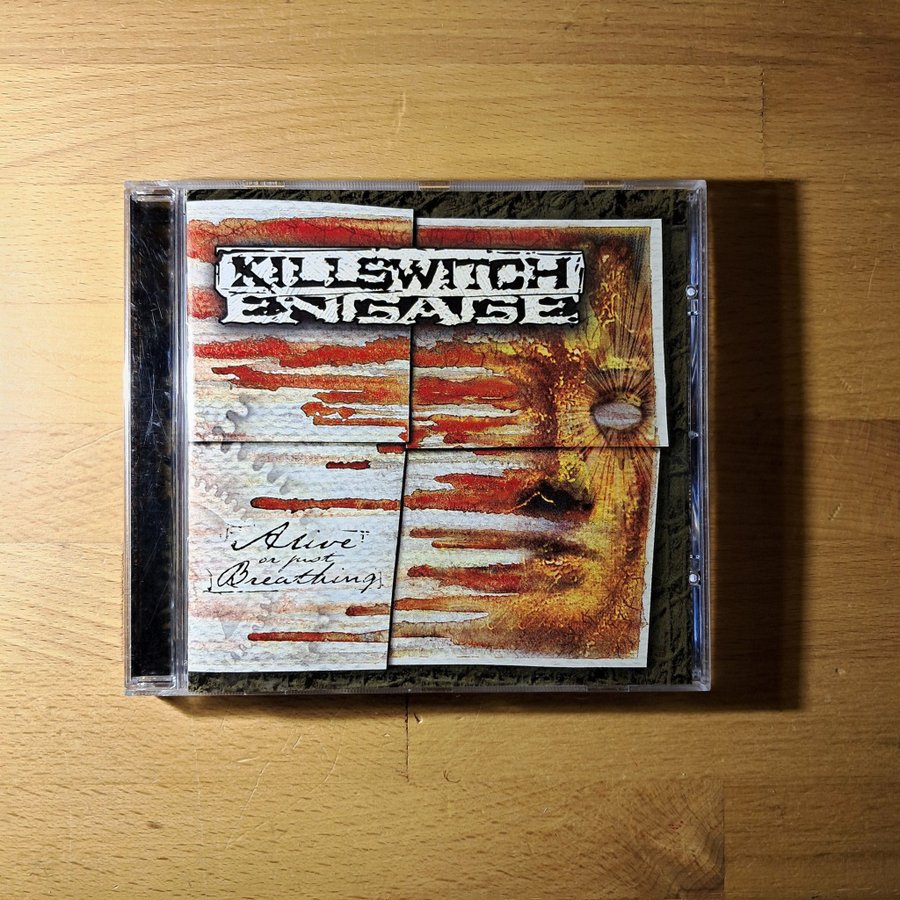 KILLSWITCH
ENGAGE
Alive
or just
Breathing